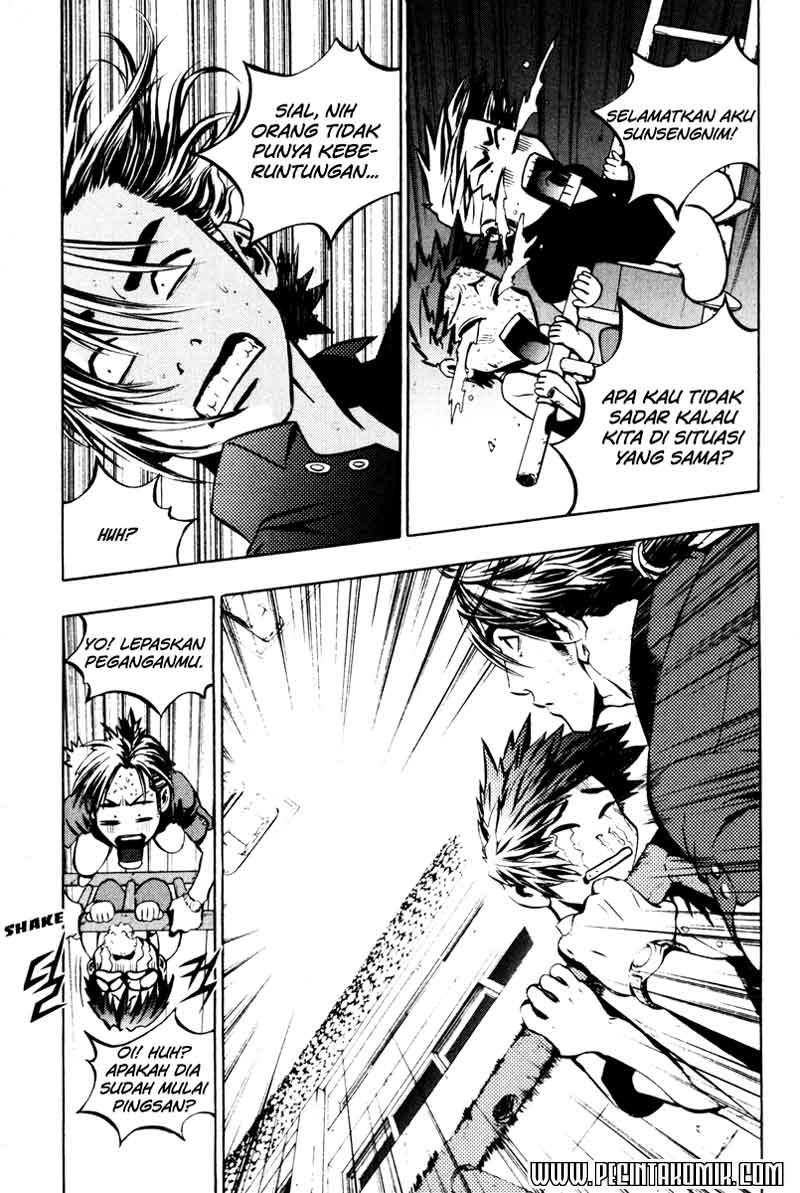 SELAMATKAN AKU
SUNSENGNIM!
APA KAU TIDAK
SADAR KALAU
KITA DI SITUASI
YANG SAMA?
SIAL, NIH
ORANG TIDAK
PUNYA KEBE-
RUNTUNGAN...
HUH?
YO! LEPASKAN
PEGANGANMU.
SHAKE
OI! HUH?
APAKAH DIA
SUDAH MULAI
PINGSAN?
WWW.PECINTAKOMIK.COM